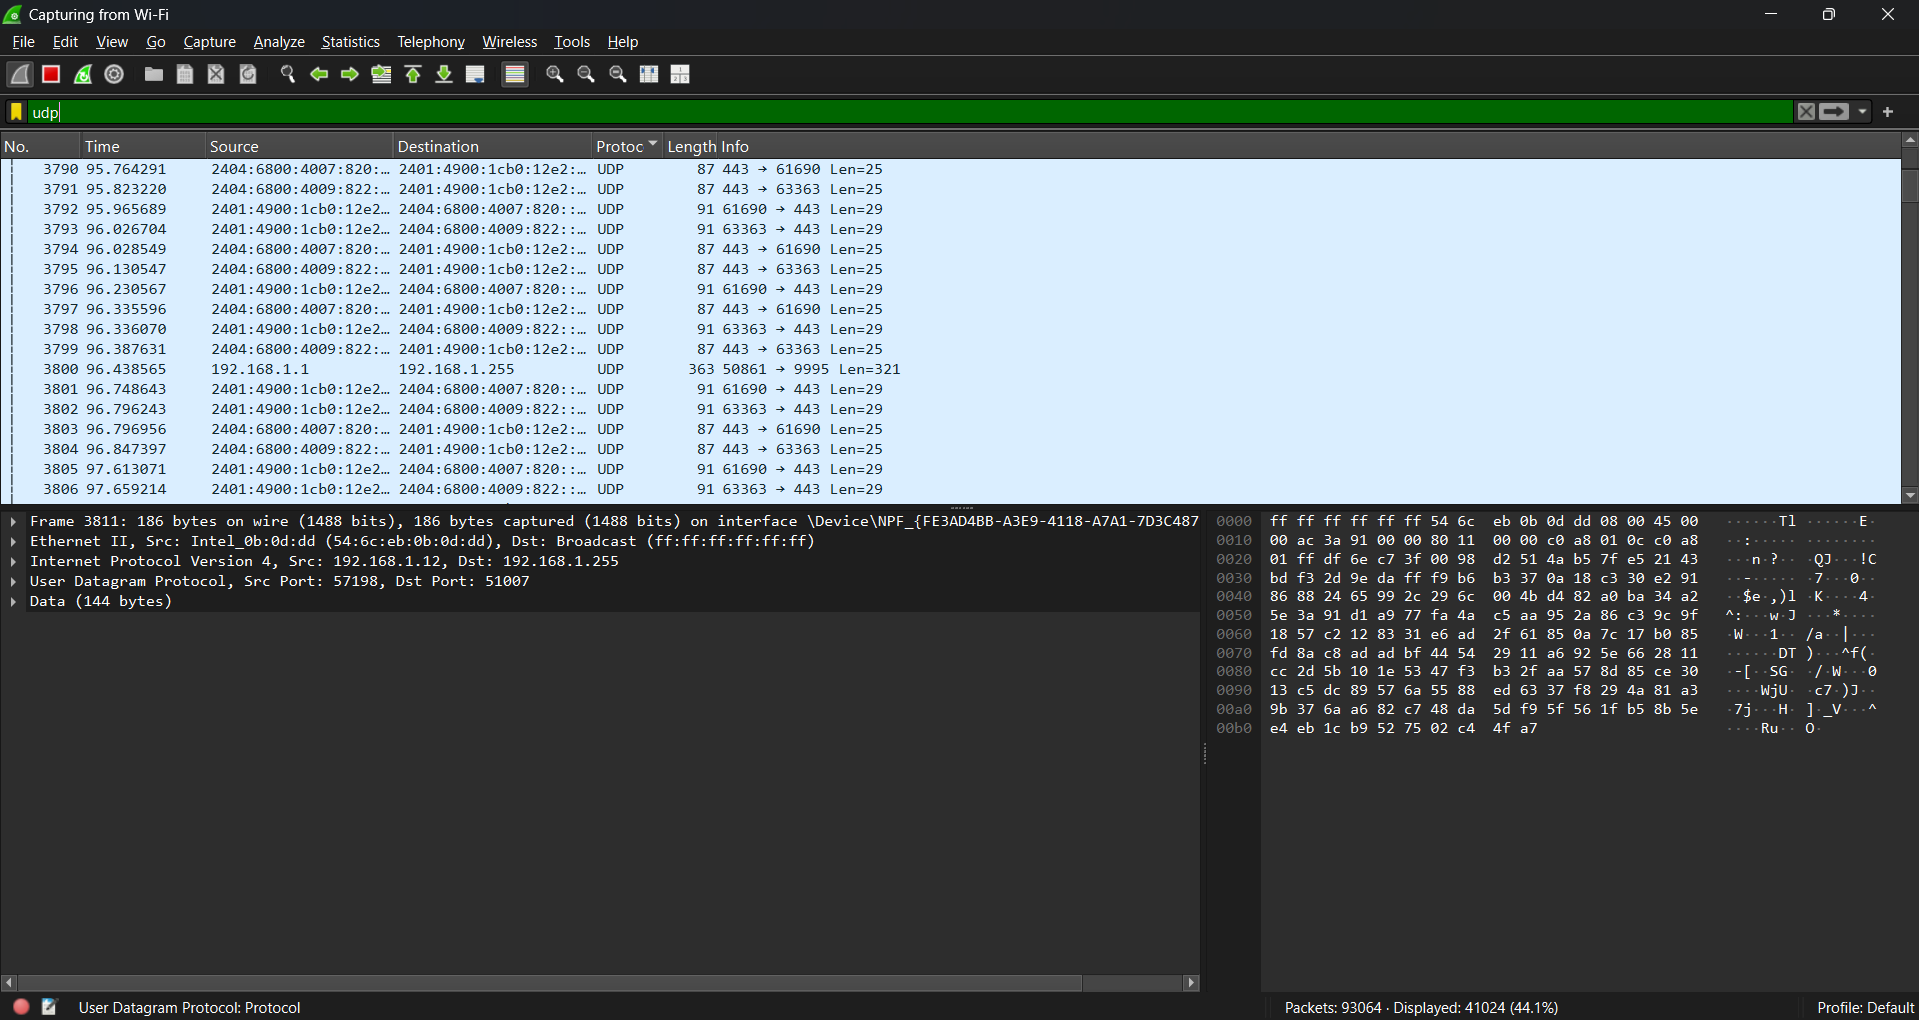 Capturing from Wi-Fi
File Edit View Go Capture Analyze Statistics Telephony Wireless Tools Help
udp
No. Time Source Destination Protoc Length Info
3790 95.764291 2404:6800:4007:820:… 2401:4900:1cb0:12e2:… UDP 87 443 → 61690 Len=25
3791 95.823220 2404:6800:4009:822:… 2401:4900:1cb0:12e2:… UDP 87 443 → 63363 Len=25
3792 95.965689 2401:4900:1cb0:12e2… 2404:6800:4007:820::… UDP 91 61690 → 443 Len=29
3793 96.026704 2401:4900:1cb0:12e2… 2404:6800:4009:822::… UDP 91 63363 → 443 Len=29
3794 96.028549 2404:6800:4007:820:… 2401:4900:1cb0:12e2:… UDP 87 443 → 61690 Len=25
3795 96.130547 2404:6800:4009:822:… 2401:4900:1cb0:12e2:… UDP 87 443 → 63363 Len=25
3796 96.230567 2401:4900:1cb0:12e2… 2404:6800:4007:820::… UDP 91 61690 → 443 Len=29
3797 96.335596 2404:6800:4007:820:… 2401:4900:1cb0:12e2:… UDP 87 443 → 61690 Len=25
3798 96.336070 2401:4900:1cb0:12e2… 2404:6800:4009:822::… UDP 91 63363 → 443 Len=29
3799 96.387631 2404:6800:4009:822:… 2401:4900:1cb0:12e2:… UDP 87 443 → 63363 Len=25
3800 96.438565 192.168.1.1 192.168.1.255 UDP 363 50861 → 9995 Len=321
3801 96.748643 2401:4900:1cb0:12e2… 2404:6800:4007:820::… UDP 91 61690 → 443 Len=29
3802 96.796243 2401:4900:1cb0:12e2… 2404:6800:4009:822::… UDP 91 63363 → 443 Len=29
3803 96.796956 2404:6800:4007:820:… 2401:4900:1cb0:12e2:… UDP 87 443 → 61690 Len=25
3804 96.847397 2404:6800:4009:822:… 2401:4900:1cb0:12e2:… UDP 87 443 → 63363 Len=25
3805 97.613071 2401:4900:1cb0:12e2… 2404:6800:4007:820::… UDP 91 61690 → 443 Len=29
3806 97.659214 2401:4900:1cb0:12e2… 2404:6800:4009:822::… UDP 91 63363 → 443 Len=29
Frame 3811: 186 bytes on wire (1488 bits), 186 bytes captured (1488 bits) on interface \Device\NPF_{FE3AD4BB-A3E9-4118-A7A1-7D3C487
Ethernet II, Src: Intel_0b:0d:dd (54:6c:eb:0b:0d:dd), Dst: Broadcast (ff:ff:ff:ff:ff:ff)
Internet Protocol Version 4, Src: 192.168.1.12, Dst: 192.168.1.255
User Datagram Protocol, Src Port: 57198, Dst Port: 51007
Data (144 bytes)
0000 ff ff ff ff ff ff 54 6c eb 0b 0d dd 08 00 45 00 ······Tl ······E·
0010 00 ac 3a 91 00 00 80 11 00 00 c0 a8 01 0c c0 a8 ··:····· ········
0020 01 ff df 6e c7 3f 00 98 d2 51 4a b5 7f e5 21 43 ···n·?·· ·QJ···!C
0030 bd f3 2d 9e da ff f9 b6 b3 37 0a 18 c3 30 e2 91 ··-····· ·7···0··
0040 86 88 24 65 99 2c 29 6c 00 4b d4 82 a0 ba 34 a2 ··$e·,)l ·K····4·
0050 5e 3a 91 d1 a9 77 fa 4a c5 aa 95 2a 86 c3 9c 9f ^:···w·J ···*····
0060 18 57 c2 12 83 31 e6 ad 2f 61 85 0a 7c 17 b0 85 ·W···1·· /a··|···
0070 fd 8a c8 ad ad bf 44 54 29 11 a6 92 5e 66 28 11 ······DT )···^f(·
0080 cc 2d 5b 10 1e 53 47 f3 b3 2f aa 57 8d 85 ce 30 ·-[··SG· ·/·W···0
0090 13 c5 dc 89 57 6a 55 88 ed 63 37 f8 29 4a 81 a3 ····WjU· ·c7·)J··
00a0 9b 37 6a a6 82 c7 48 da 5d f9 5f 56 1f b5 8b 5e ·7j···H· ]·_V···^
00b0 e4 eb 1c b9 52 75 02 c4 4f a7 ····Ru·· O·
User Datagram Protocol: Protocol
Packets: 93064 · Displayed: 41024 (44.1%)
Profile: Default